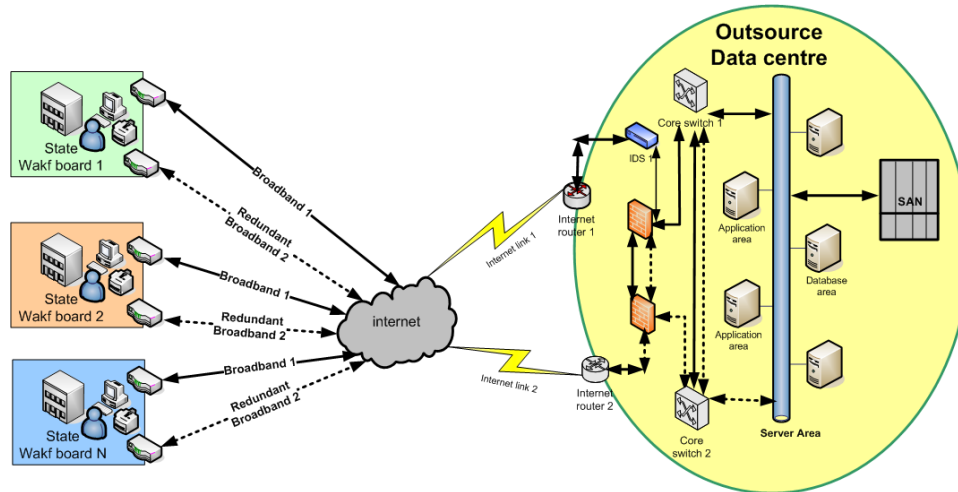 Outsource
Data centre
State
Wakf board 1
Broadband 1
Redundant
Broadband 2
State
Wakf board 2
Broadband 1
Redundant
Broadband 2
State
Wakf board N
Broadband 1
Redundant
Broadband 2
internet
Internet link 1
Internet link 2
Internet
router 1
Internet
router 2
IDS 1
Core switch 1
Core
switch 2
Application
area
Application
area
Database
area
SAN
Server Area